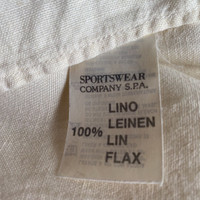 SPORTSWEAR
COMPANY S.P.A.
LINO
100% LEINEN
LIN
FLAX